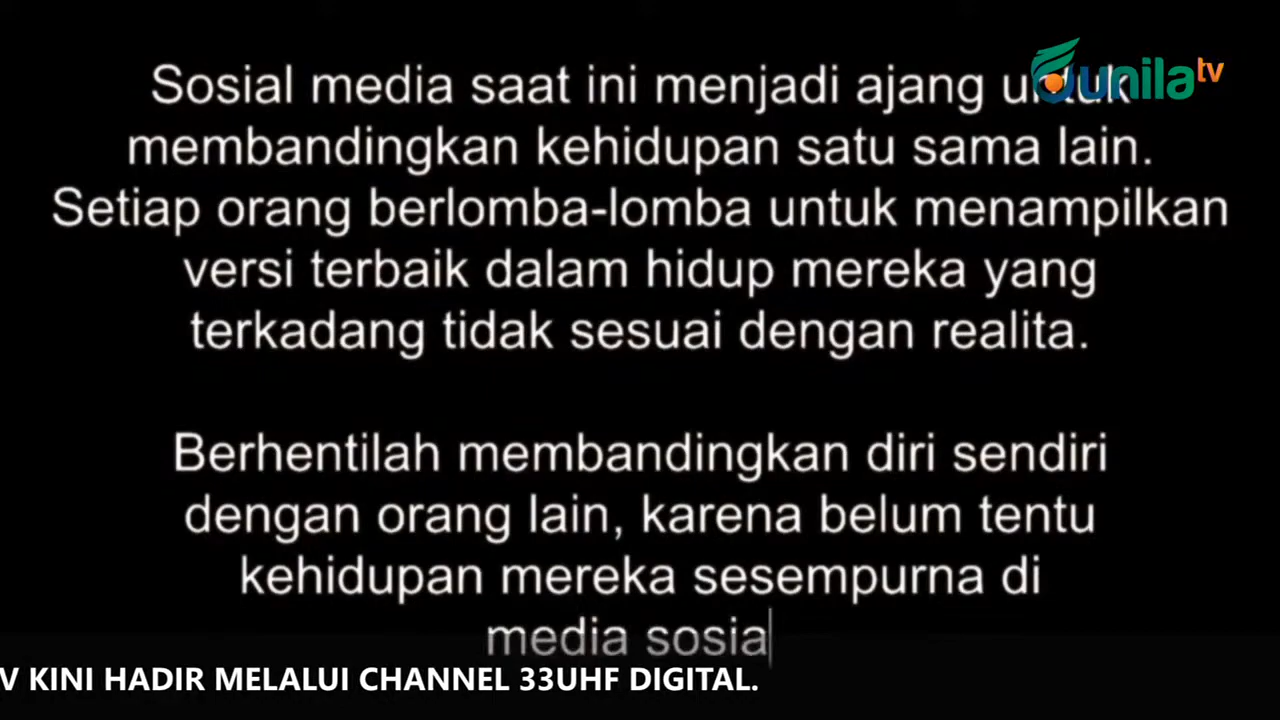 unila tv
Sosial media saat ini menjadi ajang untuk
membandingkan kehidupan satu sama lain.
Setiap orang berlomba-lomba untuk menampilkan
versi terbaik dalam hidup mereka yang
terkadang tidak sesuai dengan realita.
Berhentilah membandingkan diri sendiri
dengan orang lain, karena belum tentu
kehidupan mereka sesempurna di
media sosia
V KINI HADIR MELALUI CHANNEL 33UHF DIGITAL.